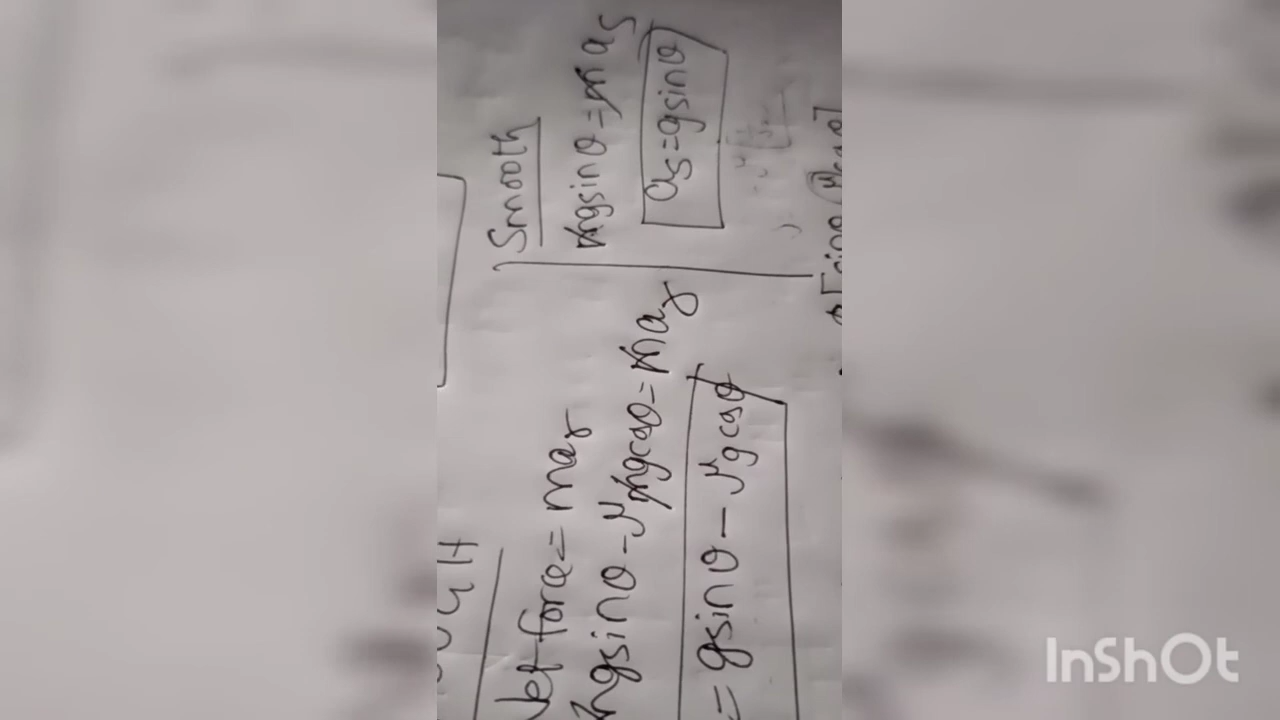 Smooth
mgsinθ = mas
as = gsinθ
Net force = mar
mgsinθ - μmgcosθ = mar
= gsinθ - μgcosθ
InShOt